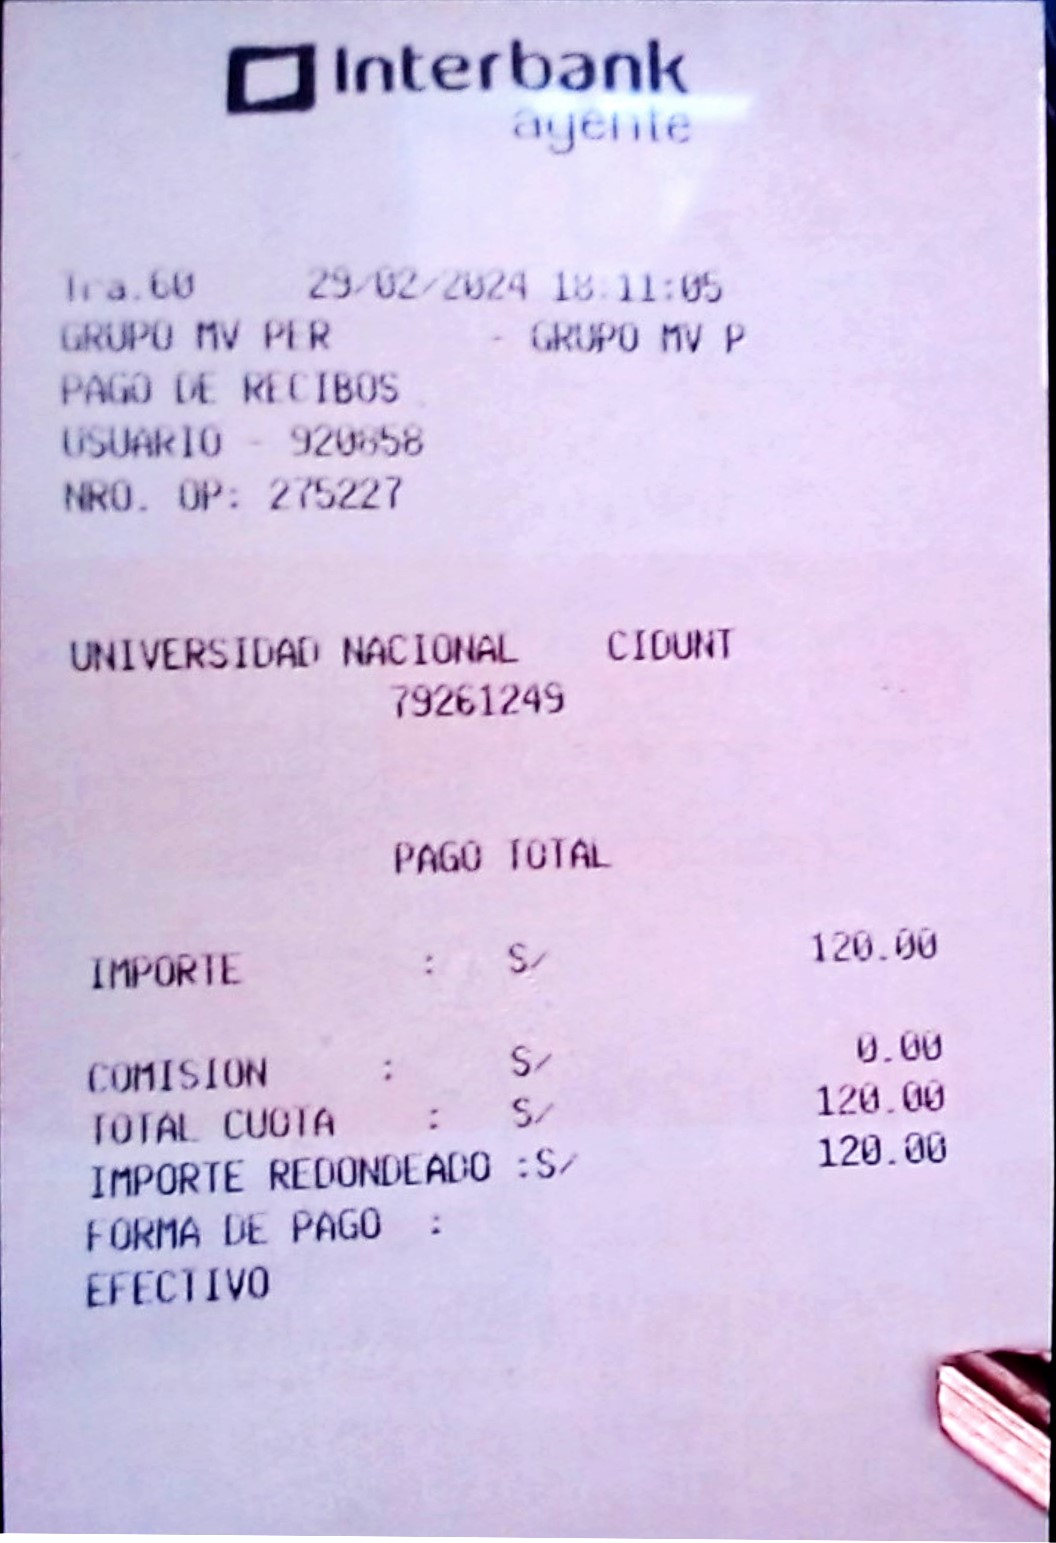 Interbank
agente
Tra.60 29/02/2024 18:11:05
GRUPO MV PER - GRUPO MV P
PAGO DE RECIBOS
USUARIO - 920858
NRO. OP: 275227
UNIVERSIDAD NACIONAL CIDUNT
79261249
PAGO TOTAL
IMPORTE : S/ 120.00
COMISION : S/ 0.00
TOTAL CUOTA : S/ 120.00
IMPORTE REDONDEADO :S/ 120.00
FORMA DE PAGO :
EFECTIVO